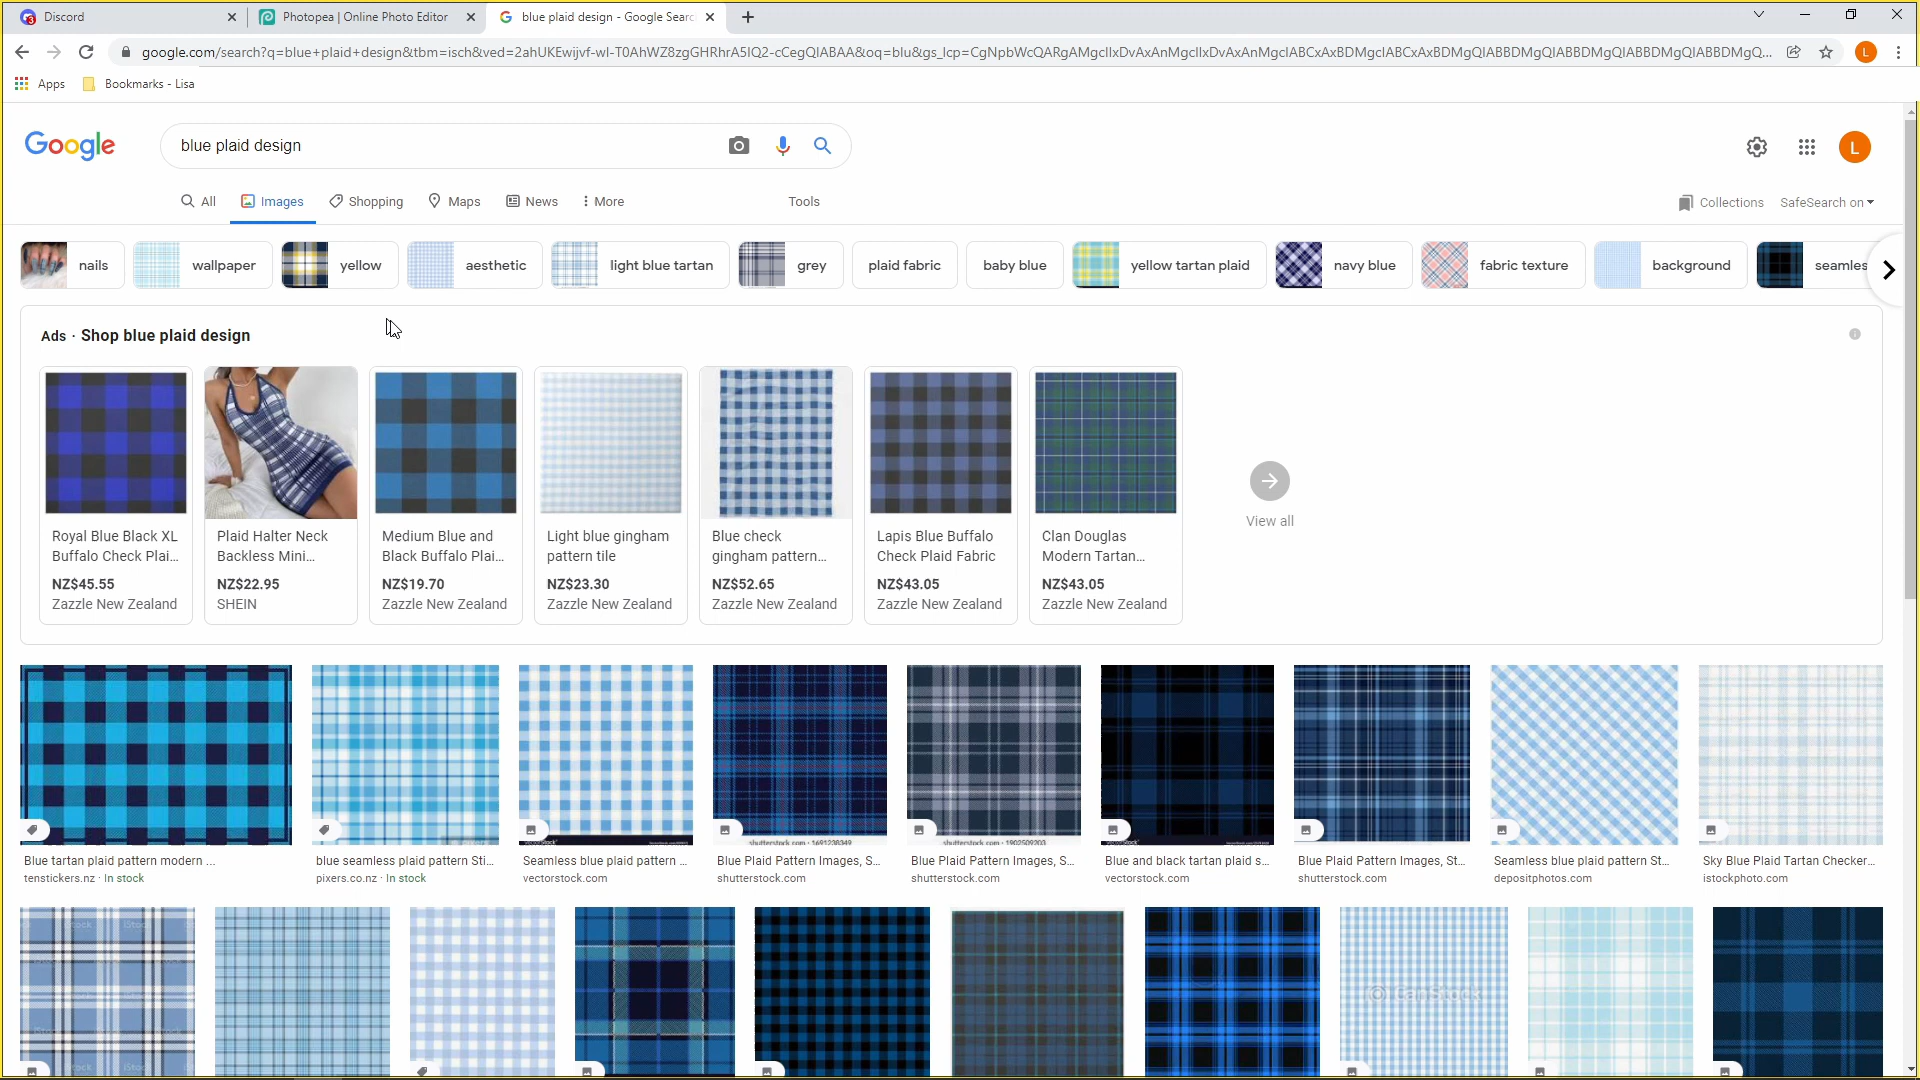 Discord
Photopea | Online Photo Editor
blue plaid design - Google Searc
google.com/search?q=blue+plaid+design&tbm=isch&ved=2ahUKEwijvf-wl-T0AhWZ8zgGHRhrA5IQ2-cCegQIABAA&oq=blu&gs_lcp=CgNpbWcQARgAMgcIIxDvAxAnMgcIIxDvAxAnMgcIABCxAxBDMgcIABCxAxBDMgQIABBDMgQIABBDMgQIABBDMgQIABBDMgQ...
L
Apps
Bookmarks - Lisa
Google
blue plaid design
L
All
Images
Shopping
Maps
News
More
Tools
Collections
SafeSearch on
nails
wallpaper
yellow
aesthetic
light blue tartan
grey
plaid fabric
baby blue
yellow tartan plaid
navy blue
fabric texture
background
seamles
Ads · Shop blue plaid design
Royal Blue Black XL
Buffalo Check Plai...
NZ$45.55
Zazzle New Zealand
Plaid Halter Neck
Backless Mini...
NZ$22.95
SHEIN
Medium Blue and
Black Buffalo Plai...
NZ$19.70
Zazzle New Zealand
Light blue gingham
pattern tile
NZ$23.30
Zazzle New Zealand
Blue check
gingham pattern...
NZ$52.65
Zazzle New Zealand
Lapis Blue Buffalo
Check Plaid Fabric
NZ$43.05
Zazzle New Zealand
Clan Douglas
Modern Tartan...
NZ$43.05
Zazzle New Zealand
View all
shutterstock.com · 1691238349
shutterstock.com · 1902509203
Blue tartan plaid pattern modern ...
tenstickers.nz · In stock
blue seamless plaid pattern Sti...
pixers.co.nz · In stock
Seamless blue plaid pattern ...
vectorstock.com
Blue Plaid Pattern Images, S...
shutterstock.com
Blue Plaid Pattern Images, S...
shutterstock.com
Blue and black tartan plaid s...
vectorstock.com
Blue Plaid Pattern Images, St...
shutterstock.com
Seamless blue plaid pattern St...
depositphotos.com
Sky Blue Plaid Tartan Checker...
istockphoto.com
iStock
CanStock